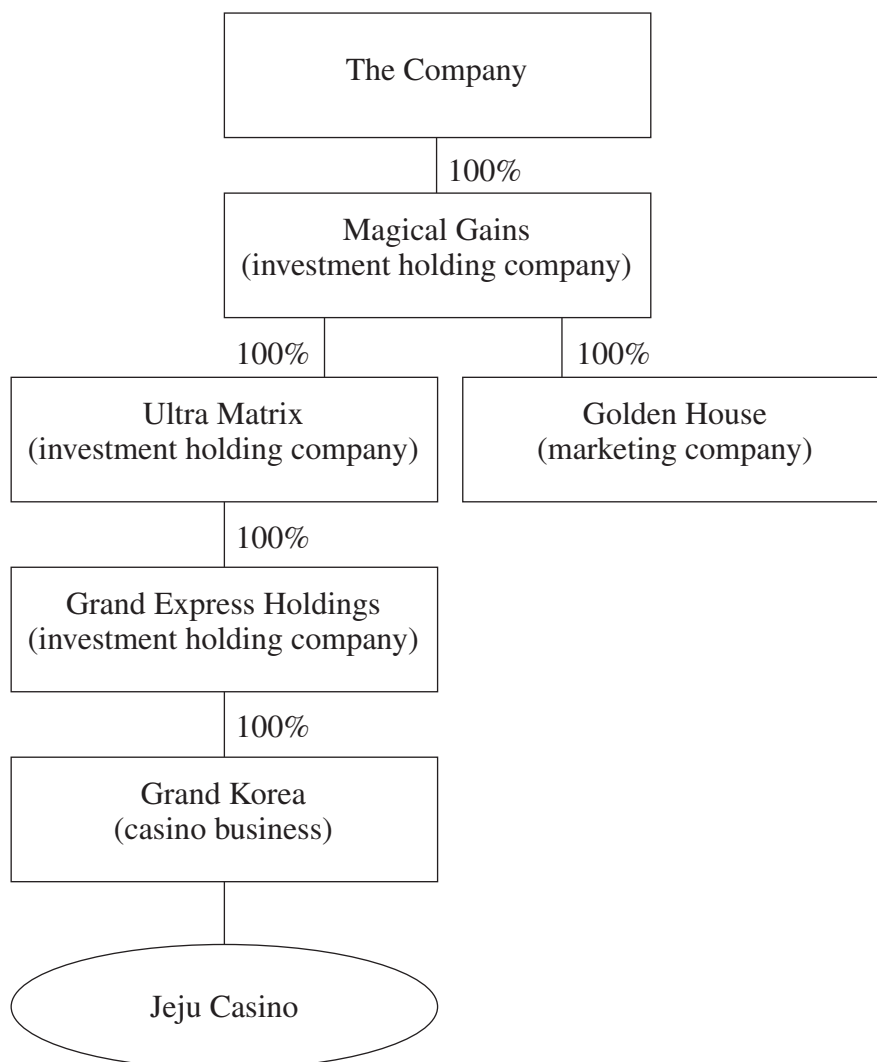 The Company
100%
Magical Gains
(investment holding company)
100%
100%
Ultra Matrix
(investment holding company)
Golden House
(marketing company)
100%
Grand Express Holdings
(investment holding company)
100%
Grand Korea
(casino business)
Jeju Casino